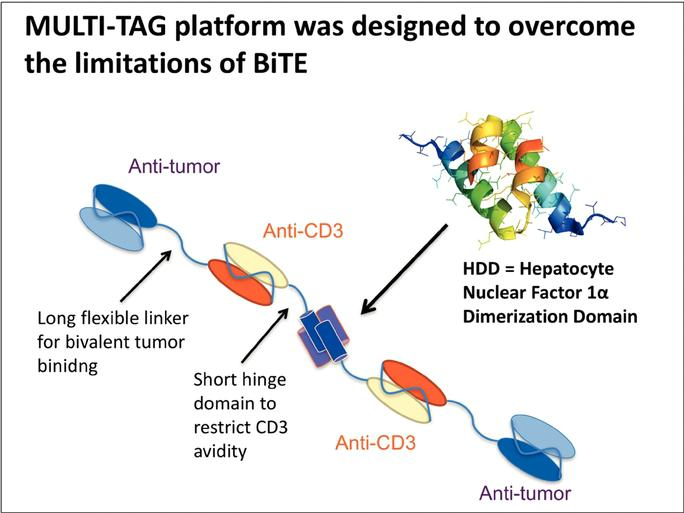 MULTI-TAG platform was designed to overcome
the limitations of BiTE
Anti-tumor
Anti-CD3
HDD = Hepatocyte
Nuclear Factor 1α
Dimerization Domain
Long flexible linker
for bivalent tumor
binidng
Short hinge
domain to
restrict CD3
avidity
Anti-CD3
Anti-tumor